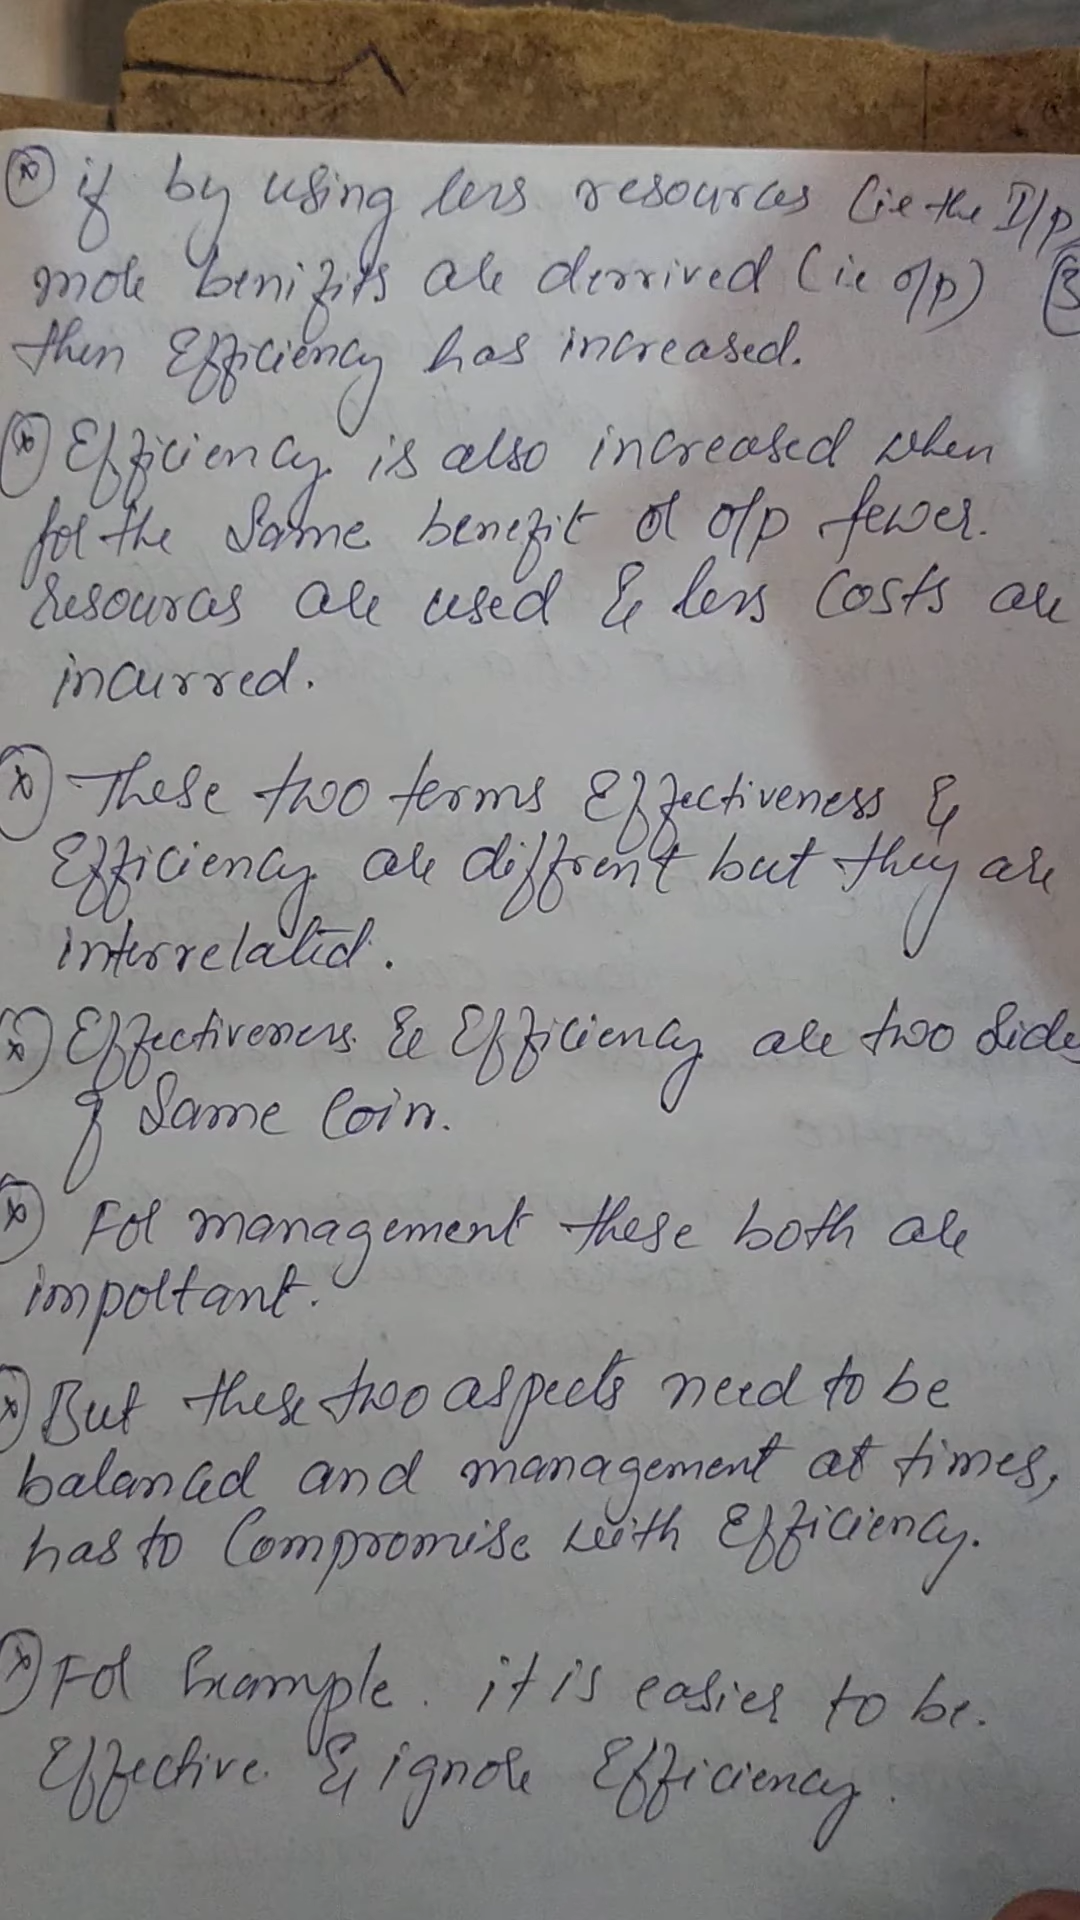 if by using less resources (ie the I/p
more benifits are derrived (ie o/p)
then Efficiency has increased.
Efficiency is also increased when
for the Same benefit or o/p fewer.
resources are used & less Costs are
incurred.
These two terms Effectiveness &
Efficiency are diffrent but they are
interrelated.
Effectiveness & Efficiency are two Sides
of Same Coin.
For management these both are
important.
But these two aspects need to be
balanced and management at times,
has to Compromise with Efficiency.
For Example. it is easier to be.
Effective & ignore Efficiency.